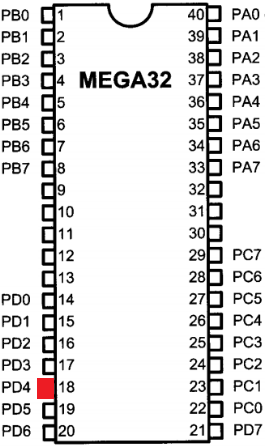 PB0 1 40 PA0
PB1 2 39 PA1
PB2 3 38 PA2
PB3 4 MEGA32 37 PA3
PB4 5 36 PA4
PB5 6 35 PA5
PB6 7 34 PA6
PB7 8 33 PA7
9 32
10 31
11 30
12 29 PC7
13 28 PC6
PD0 14 27 PC5
PD1 15 26 PC4
PD2 16 25 PC3
PD3 17 24 PC2
PD4 18 23 PC1
PD5 19 22 PC0
PD6 20 21 PD7